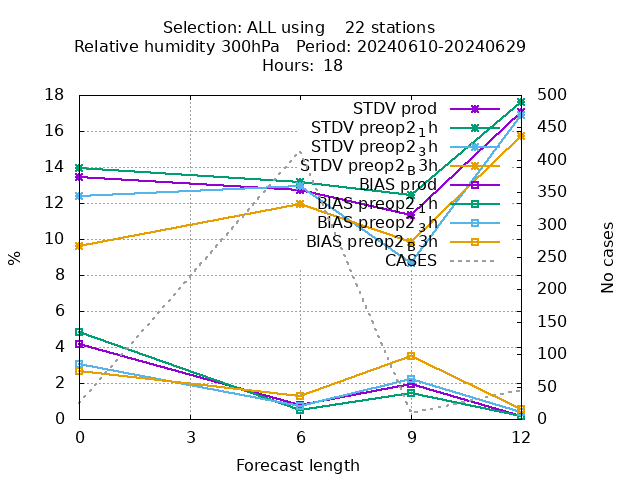 Selection: ALL using 22 stations
Relative humidity 300hPa Period: 20240610-20240629
Hours: 18
18
16
14
12
10
8
6
4
2
0
%
500
450
400
350
300
250
200
150
100
50
0
No cases
STDV prod
STDV preop2₁h
STDV preop2₃h
STDV preop2_B3h
BIAS prod
BIAS preop2₁h
BIAS preop2₃h
BIAS preop2_B3h
CASES
0 3 6 9 12
Forecast length